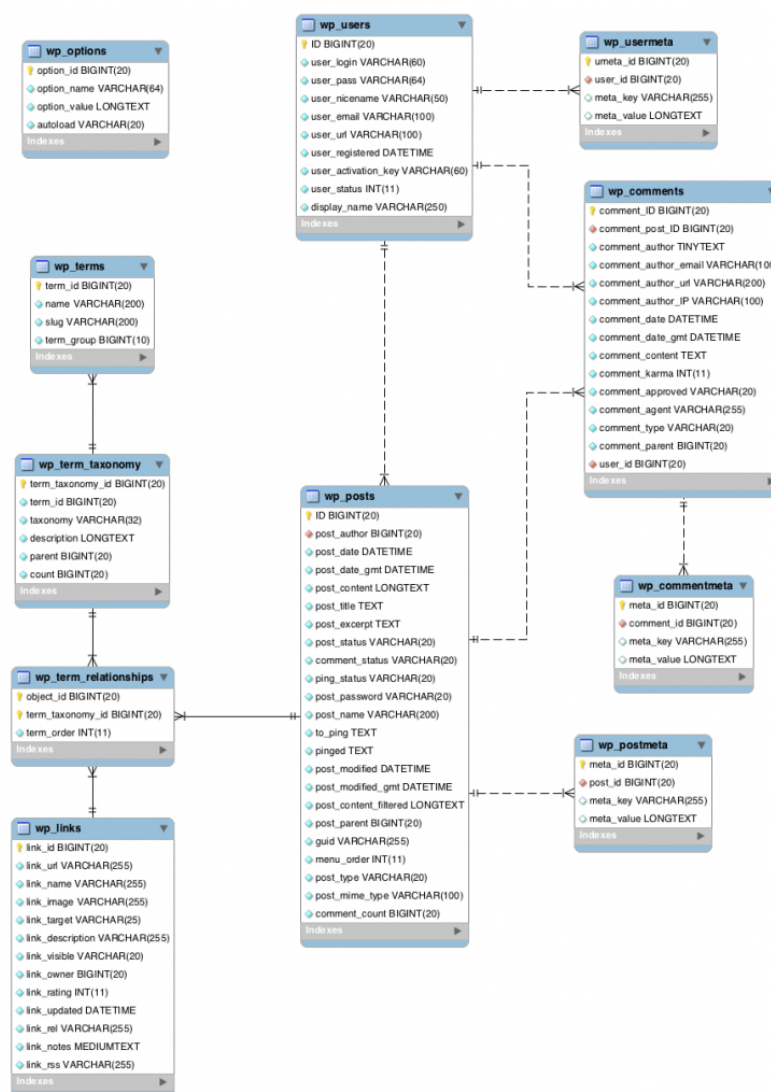 wp_options
option_id BIGINT(20)
option_name VARCHAR(64)
option_value LONGTEXT
autoload VARCHAR(20)
Indexes
wp_users
ID BIGINT(20)
user_login VARCHAR(60)
user_pass VARCHAR(64)
user_nicename VARCHAR(50)
user_email VARCHAR(100)
user_url VARCHAR(100)
user_registered DATETIME
user_activation_key VARCHAR(60)
user_status INT(11)
display_name VARCHAR(250)
Indexes
wp_usermeta
umeta_id BIGINT(20)
user_id BIGINT(20)
meta_key VARCHAR(255)
meta_value LONGTEXT
Indexes
wp_comments
comment_ID BIGINT(20)
comment_post_ID BIGINT(20)
comment_author TINYTEXT
comment_author_email VARCHAR(100
comment_author_url VARCHAR(200)
comment_author_IP VARCHAR(100)
comment_date DATETIME
comment_date_gmt DATETIME
comment_content TEXT
comment_karma INT(11)
comment_approved VARCHAR(20)
comment_agent VARCHAR(255)
comment_type VARCHAR(20)
comment_parent BIGINT(20)
user_id BIGINT(20)
Indexes
wp_terms
term_id BIGINT(20)
name VARCHAR(200)
slug VARCHAR(200)
term_group BIGINT(10)
Indexes
wp_term_taxonomy
term_taxonomy_id BIGINT(20)
term_id BIGINT(20)
taxonomy VARCHAR(32)
description LONGTEXT
parent BIGINT(20)
count BIGINT(20)
Indexes
wp_posts
ID BIGINT(20)
post_author BIGINT(20)
post_date DATETIME
post_date_gmt DATETIME
post_content LONGTEXT
post_title TEXT
post_excerpt TEXT
post_status VARCHAR(20)
comment_status VARCHAR(20)
ping_status VARCHAR(20)
post_password VARCHAR(20)
post_name VARCHAR(200)
to_ping TEXT
pinged TEXT
post_modified DATETIME
post_modified_gmt DATETIME
post_content_filtered LONGTEXT
post_parent BIGINT(20)
guid VARCHAR(255)
menu_order INT(11)
post_type VARCHAR(20)
post_mime_type VARCHAR(100)
comment_count BIGINT(20)
Indexes
wp_commentmeta
meta_id BIGINT(20)
comment_id BIGINT(20)
meta_key VARCHAR(255)
meta_value LONGTEXT
Indexes
wp_term_relationships
object_id BIGINT(20)
term_taxonomy_id BIGINT(20)
term_order INT(11)
Indexes
wp_postmeta
meta_id BIGINT(20)
post_id BIGINT(20)
meta_key VARCHAR(255)
meta_value LONGTEXT
Indexes
wp_links
link_id BIGINT(20)
link_url VARCHAR(255)
link_name VARCHAR(255)
link_image VARCHAR(255)
link_target VARCHAR(25)
link_description VARCHAR(255)
link_visible VARCHAR(20)
link_owner BIGINT(20)
link_rating INT(11)
link_updated DATETIME
link_rel VARCHAR(255)
link_notes MEDIUMTEXT
link_rss VARCHAR(255)
Indexes